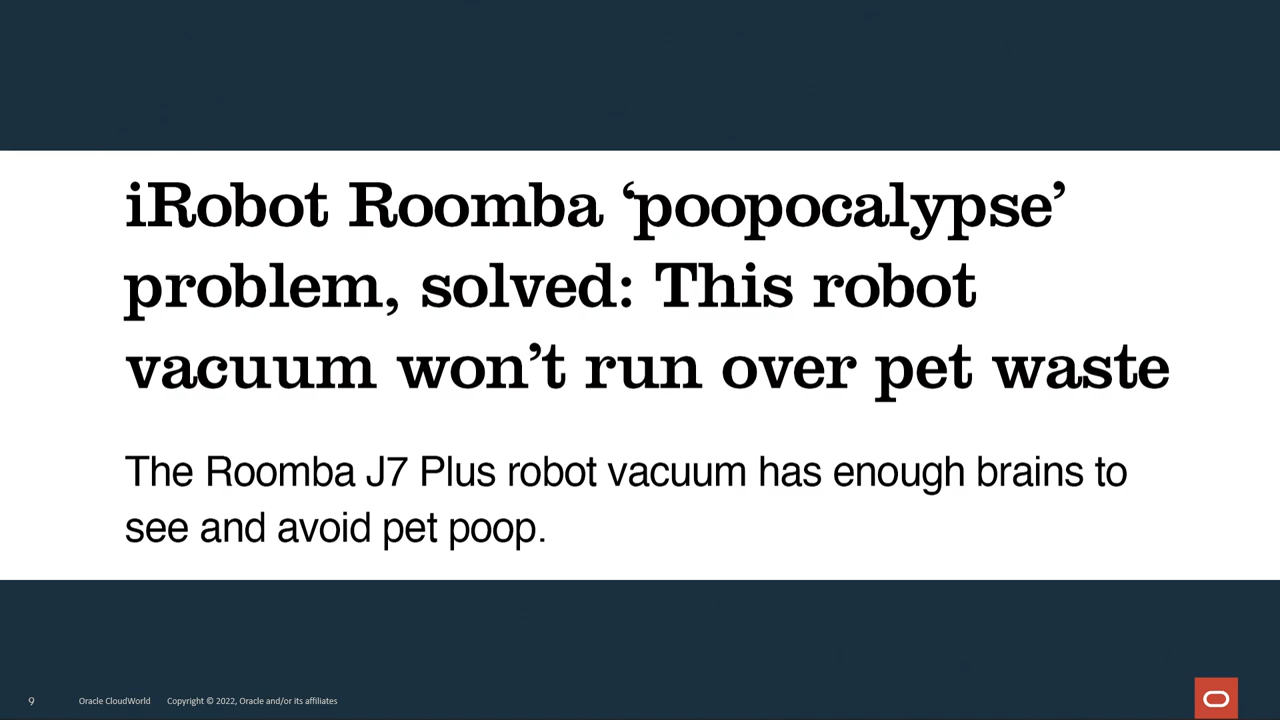 iRobot Roomba ‘poopocalypse’
problem, solved: This robot
vacuum won’t run over pet waste
The Roomba J7 Plus robot vacuum has enough brains to
see and avoid pet poop.
9 Oracle CloudWorld Copyright © 2022, Oracle and/or its affiliates